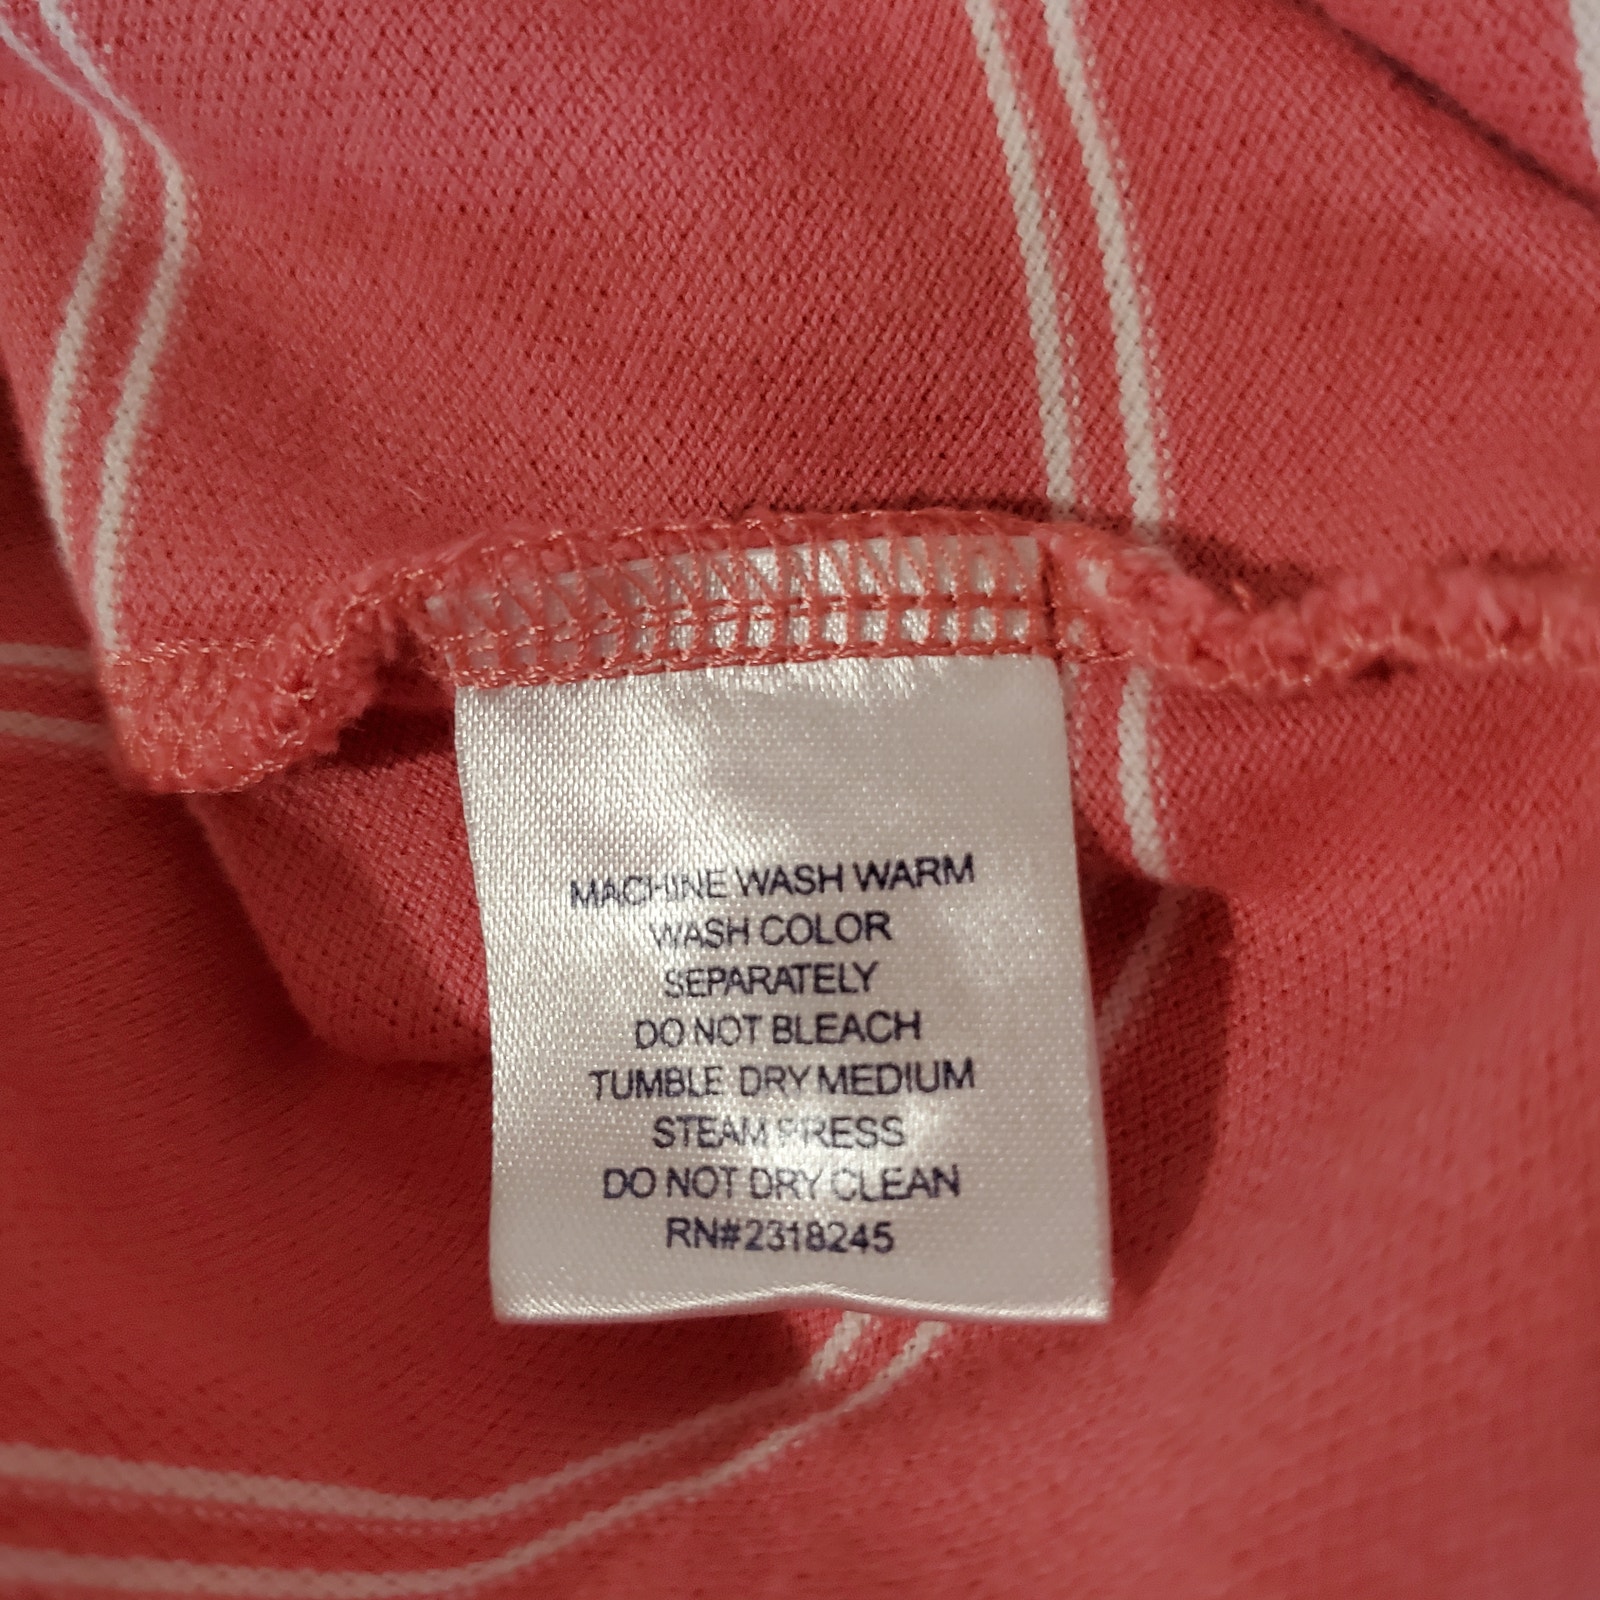 MACHINE WASH WARM
WASH COLOR
SEPARATELY
DO NOT BLEACH
TUMBLE DRY MEDIUM
STEAM PRESS
DO NOT DRY CLEAN
RN#2318245